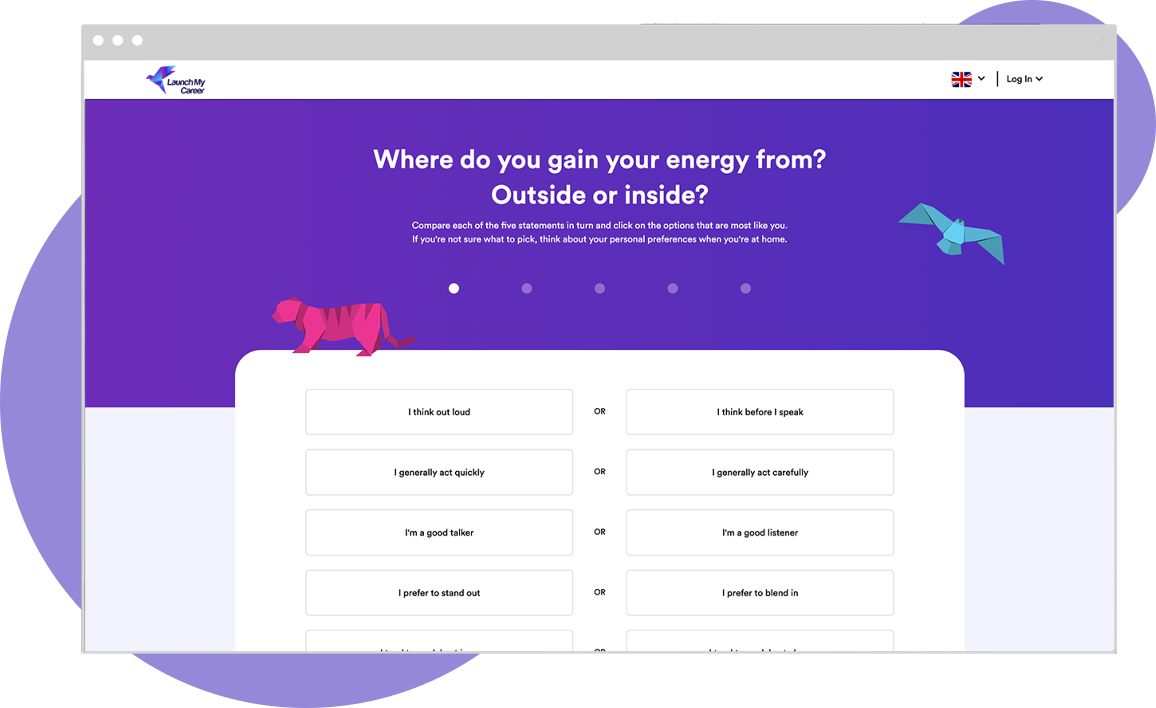 Launch My
Career
Log In
Where do you gain your energy from?
Outside or inside?
Compare each of the five statements in turn and click on the options that are most like you.
If you're not sure what to pick, think about your personal preferences when you're at home.
I think out loud OR I think before I speak
I generally act quickly OR I generally act carefully
I'm a good talker OR I'm a good listener
I prefer to stand out OR I prefer to blend in